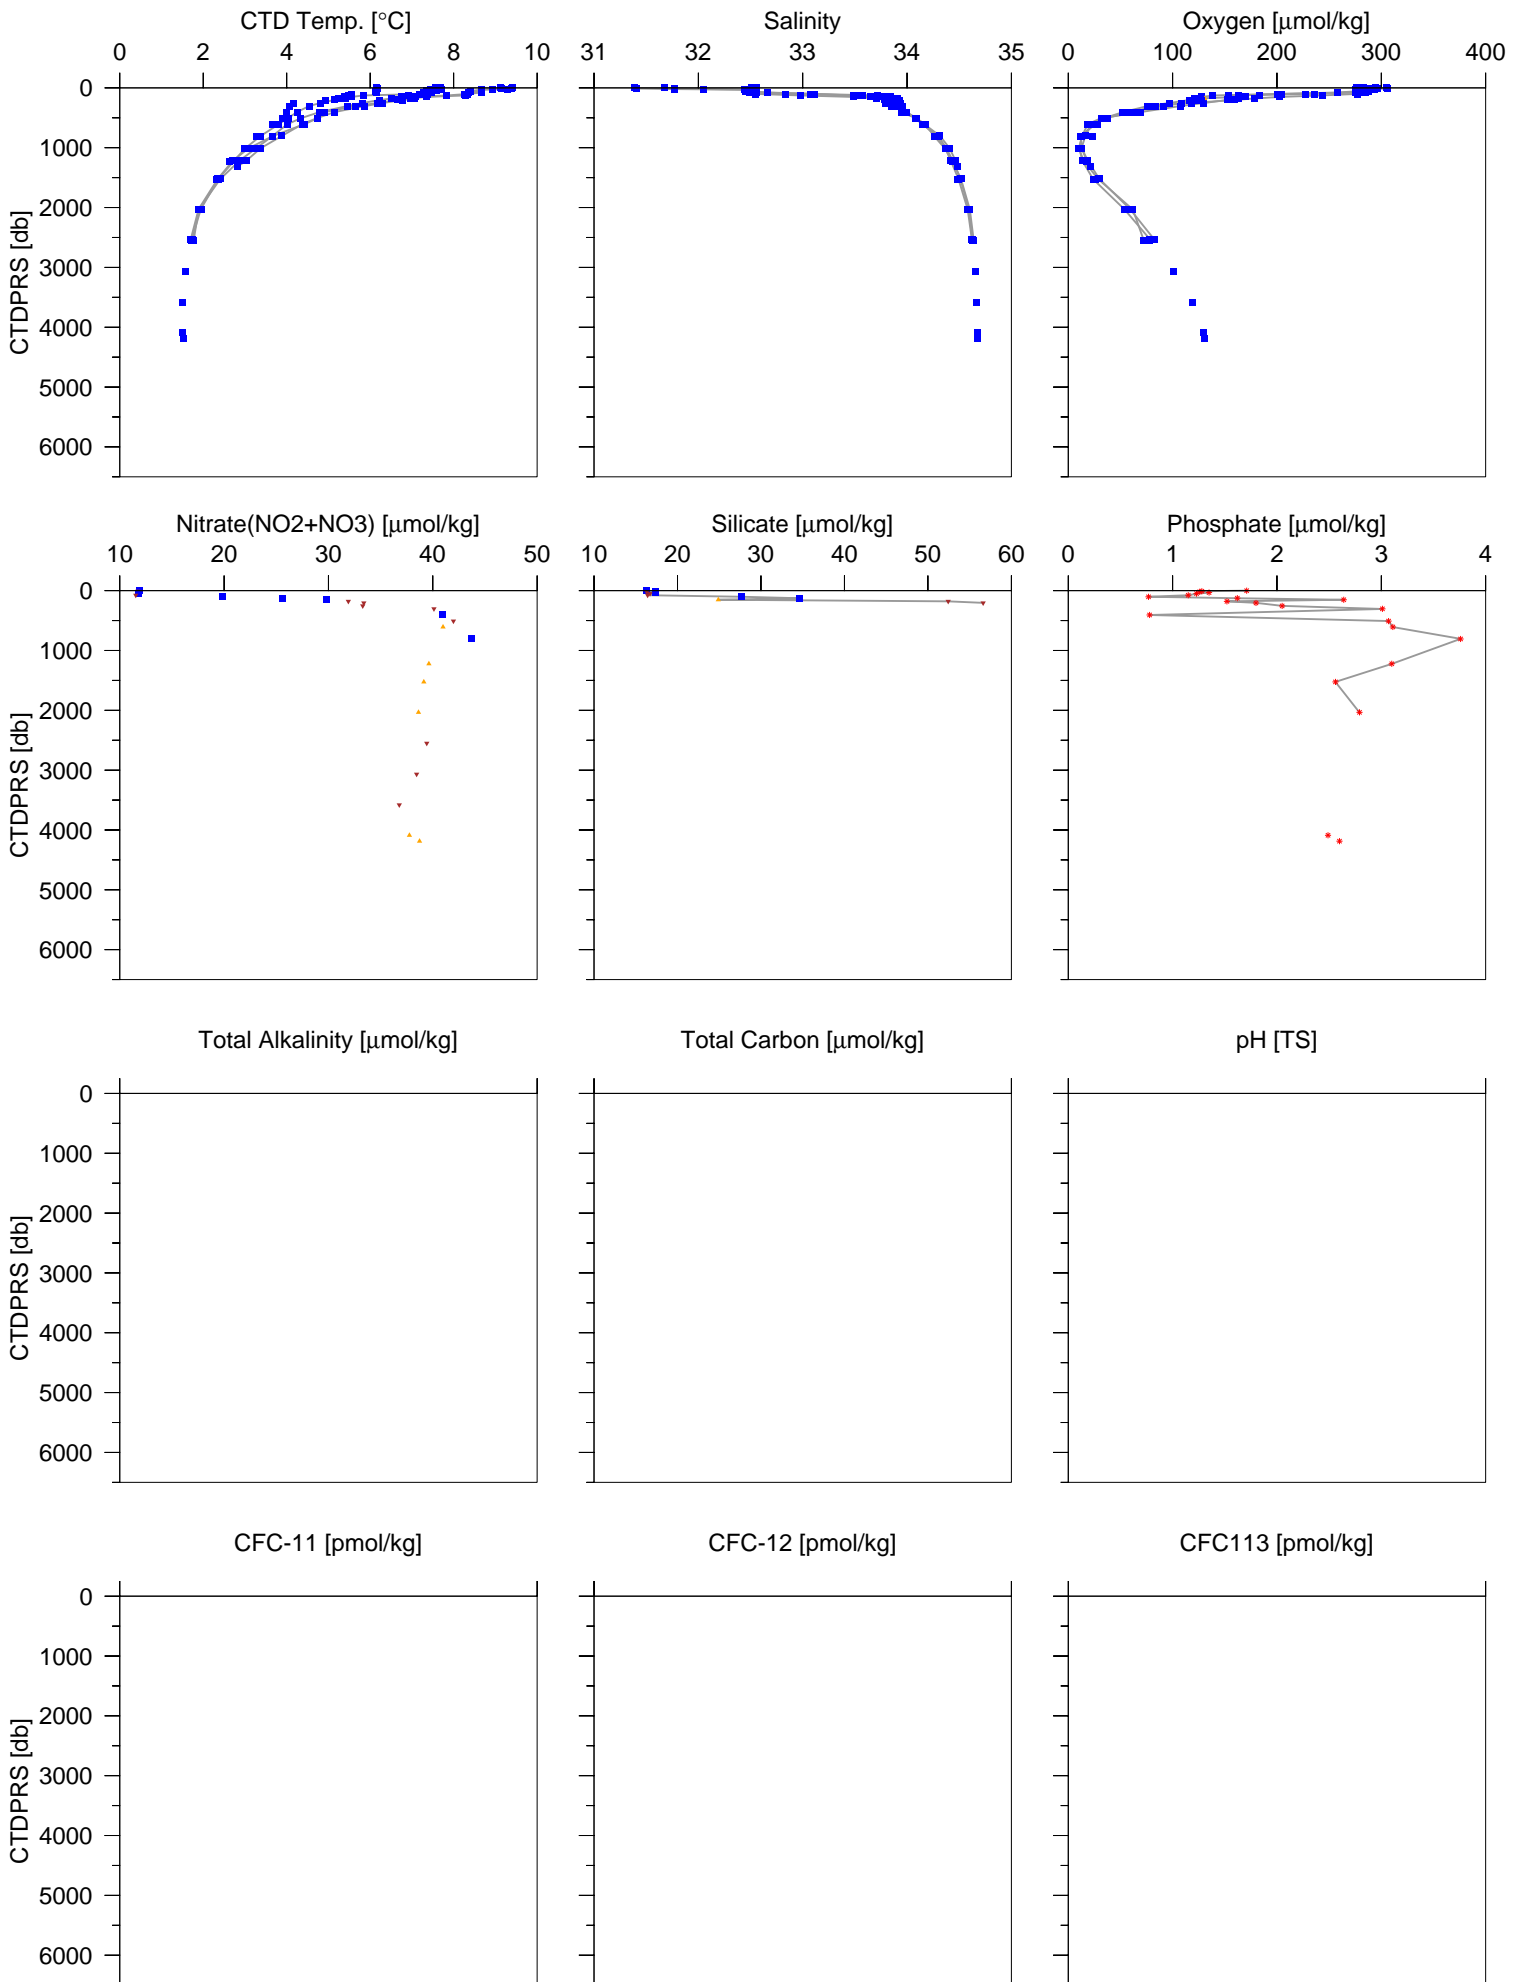 CTD Temp. [°C] Salinity Oxygen [µmol/kg]
0 2 4 6 8 10 31 32 33 34 35 0 100 200 300 400
0
1000
2000
3000
4000
5000
6000
CTDPRS [db]
Nitrate(NO2+NO3) [µmol/kg] Silicate [µmol/kg] Phosphate [µmol/kg]
10 20 30 40 50 10 20 30 40 50 60 0 1 2 3 4
0
1000
2000
3000
4000
5000
6000
CTDPRS [db]
Total Alkalinity [µmol/kg] Total Carbon [µmol/kg] pH [TS]
0
1000
2000
3000
4000
5000
6000
CTDPRS [db]
CFC-11 [pmol/kg] CFC-12 [pmol/kg] CFC113 [pmol/kg]
0
1000
2000
3000
4000
5000
6000
CTDPRS [db]